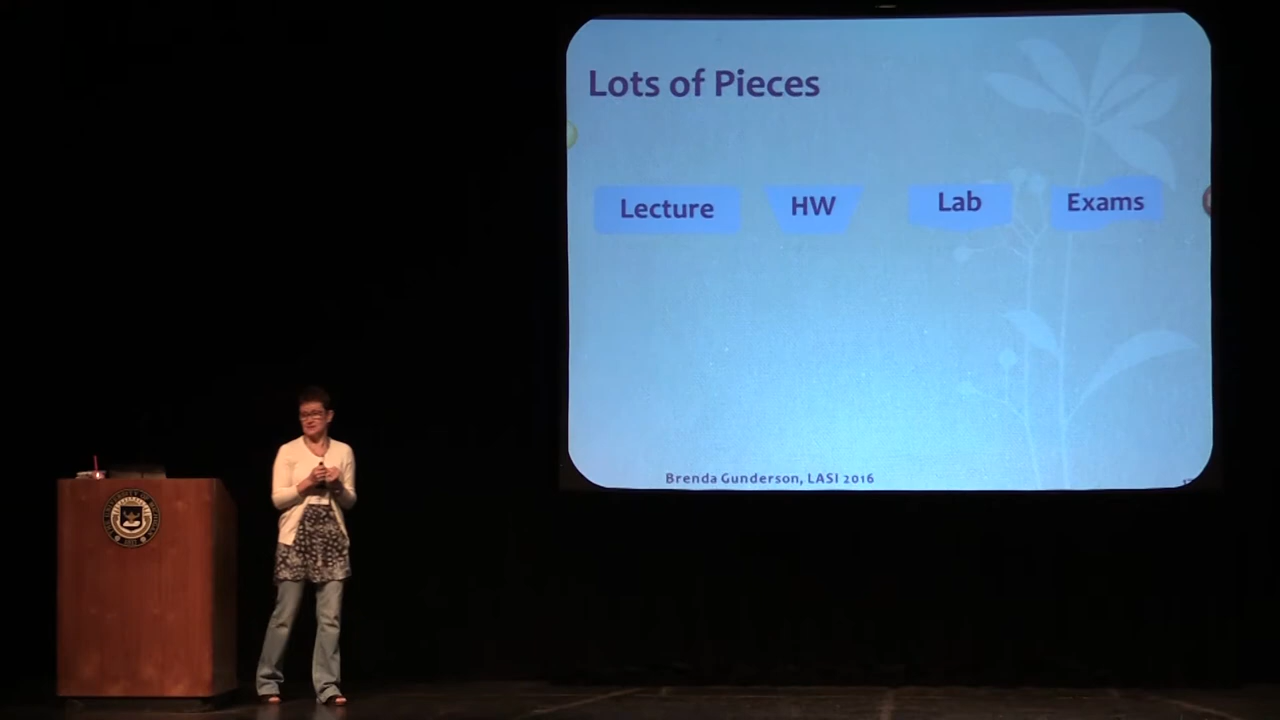 Lots of Pieces
Lecture
HW
Lab
Exams
Brenda Gunderson, LASI 2016